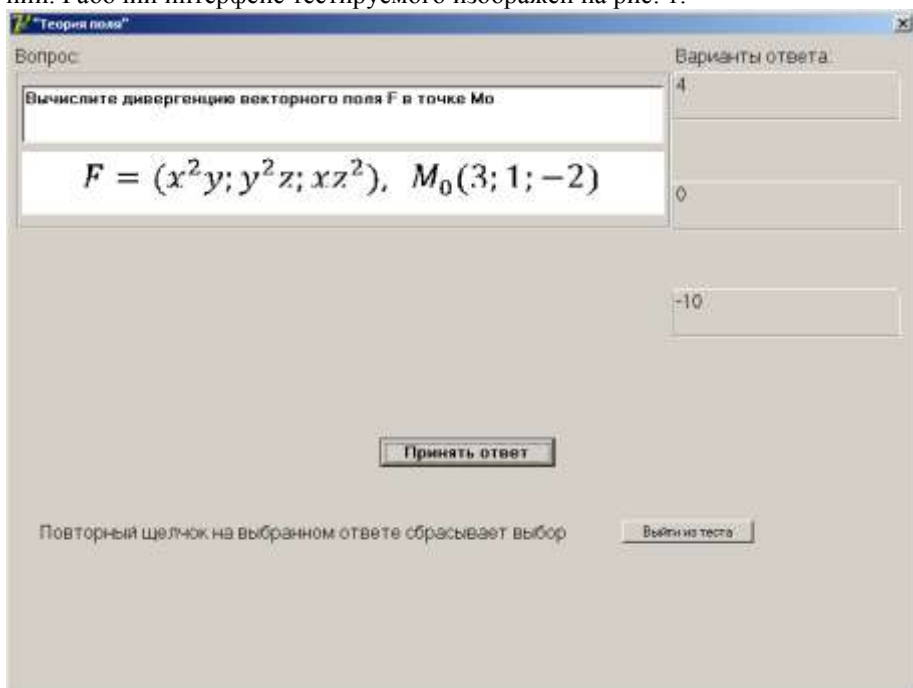 "Теория поля"
Вопрос:
Варианты ответа:
Вычислите дивергенцию векторного поля F в точке Mo
F = (x²y; y²z; xz²), M₀(3; 1; −2)
4
0
-10
Принять ответ
Повторный щелчок на выбранном ответе сбрасывает выбор
Выйти из теста